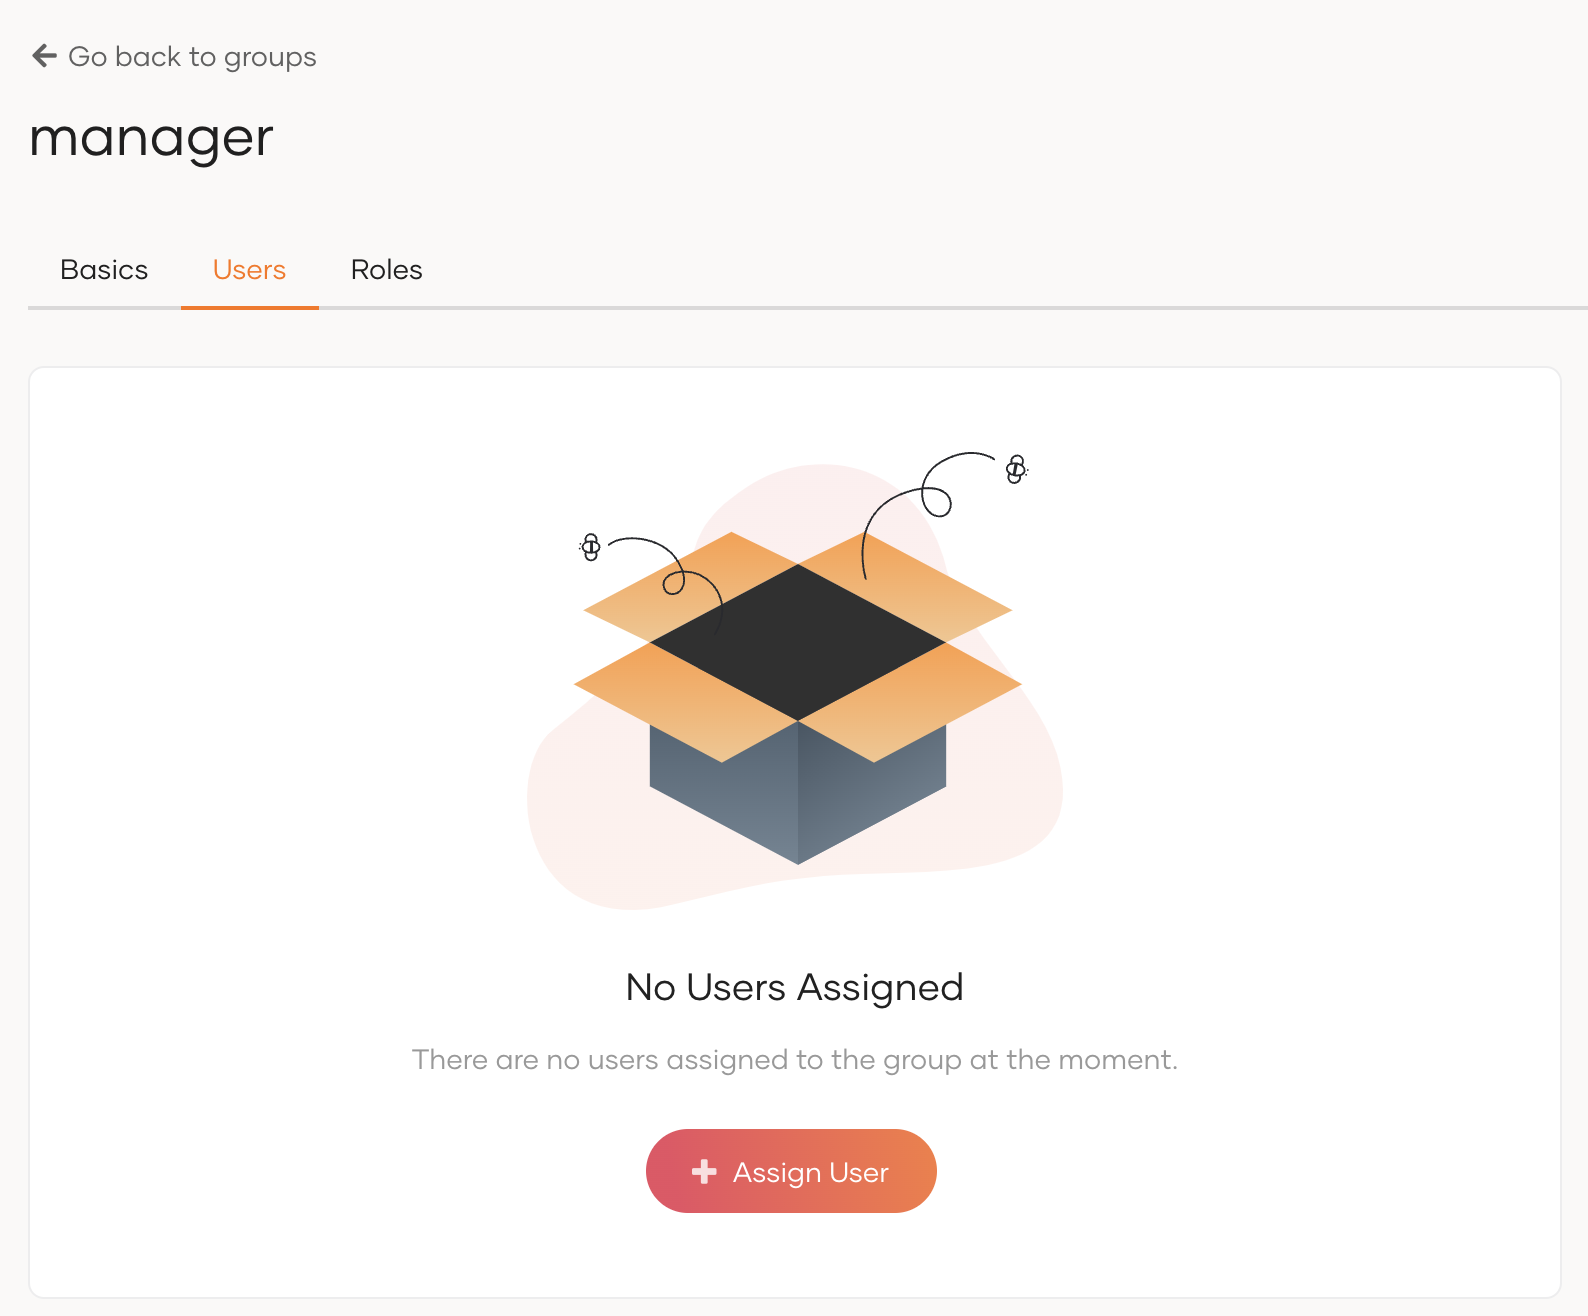 Go back to groups
manager
Basics Users Roles
No Users Assigned
There are no users assigned to the group at the moment.
Assign User